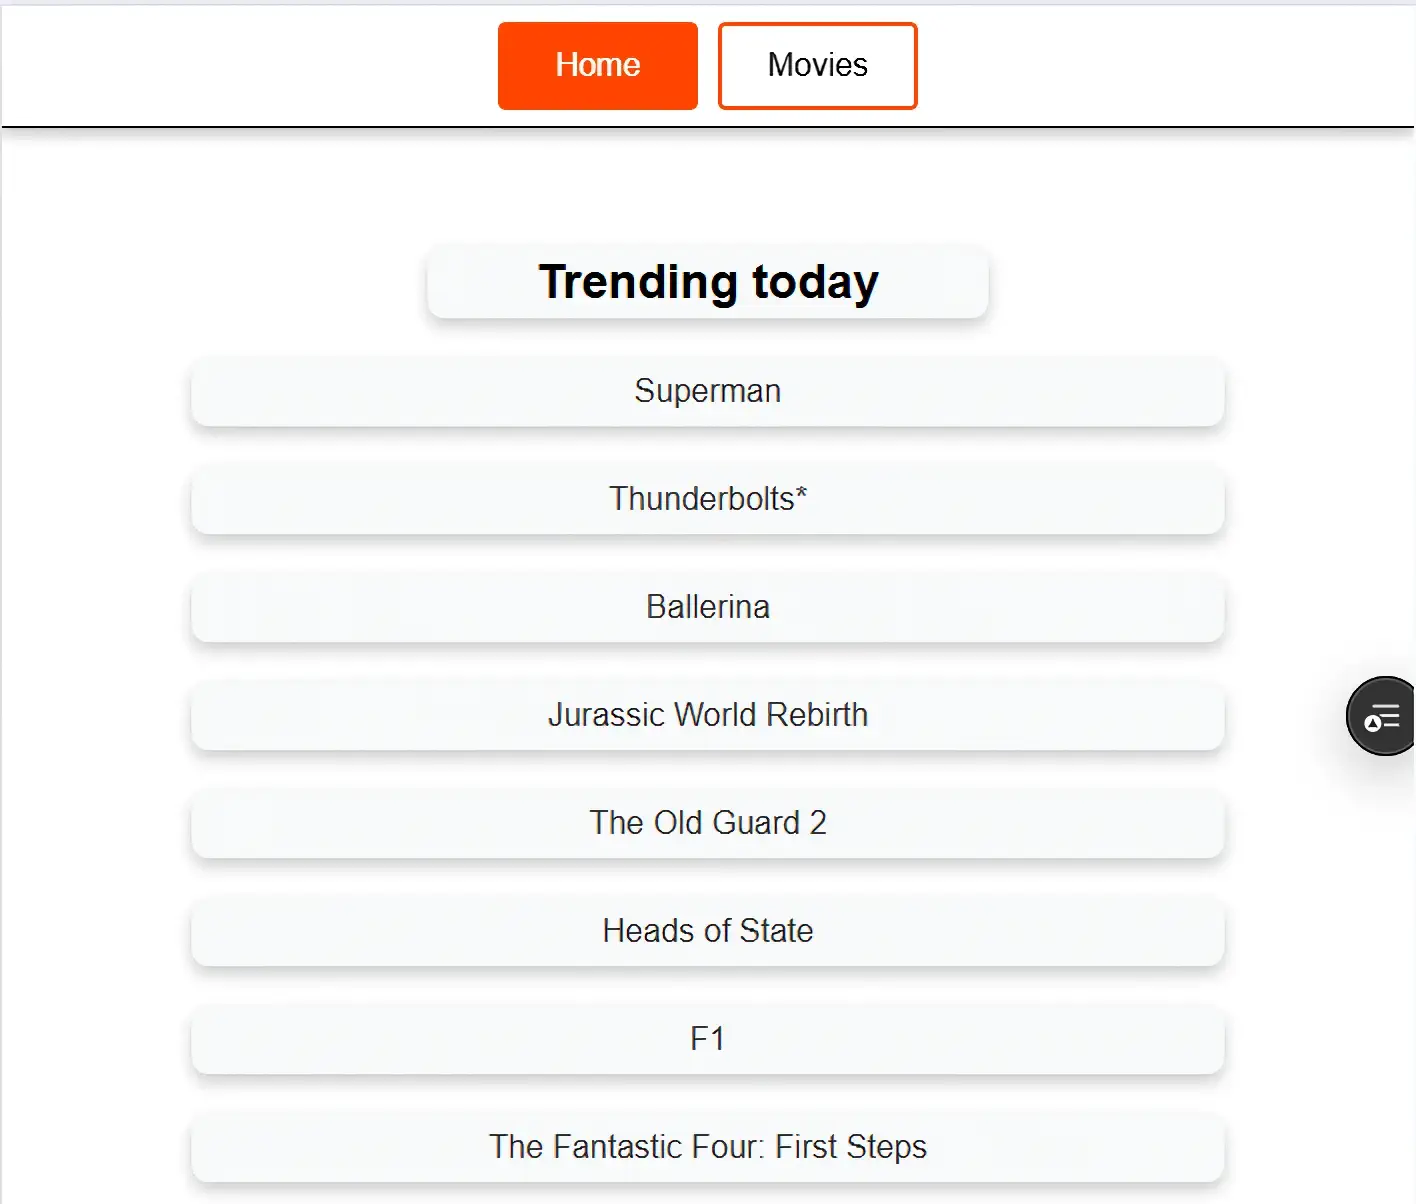 Home
Movies
Trending today
Superman
Thunderbolts*
Ballerina
Jurassic World Rebirth
The Old Guard 2
Heads of State
F1
The Fantastic Four: First Steps